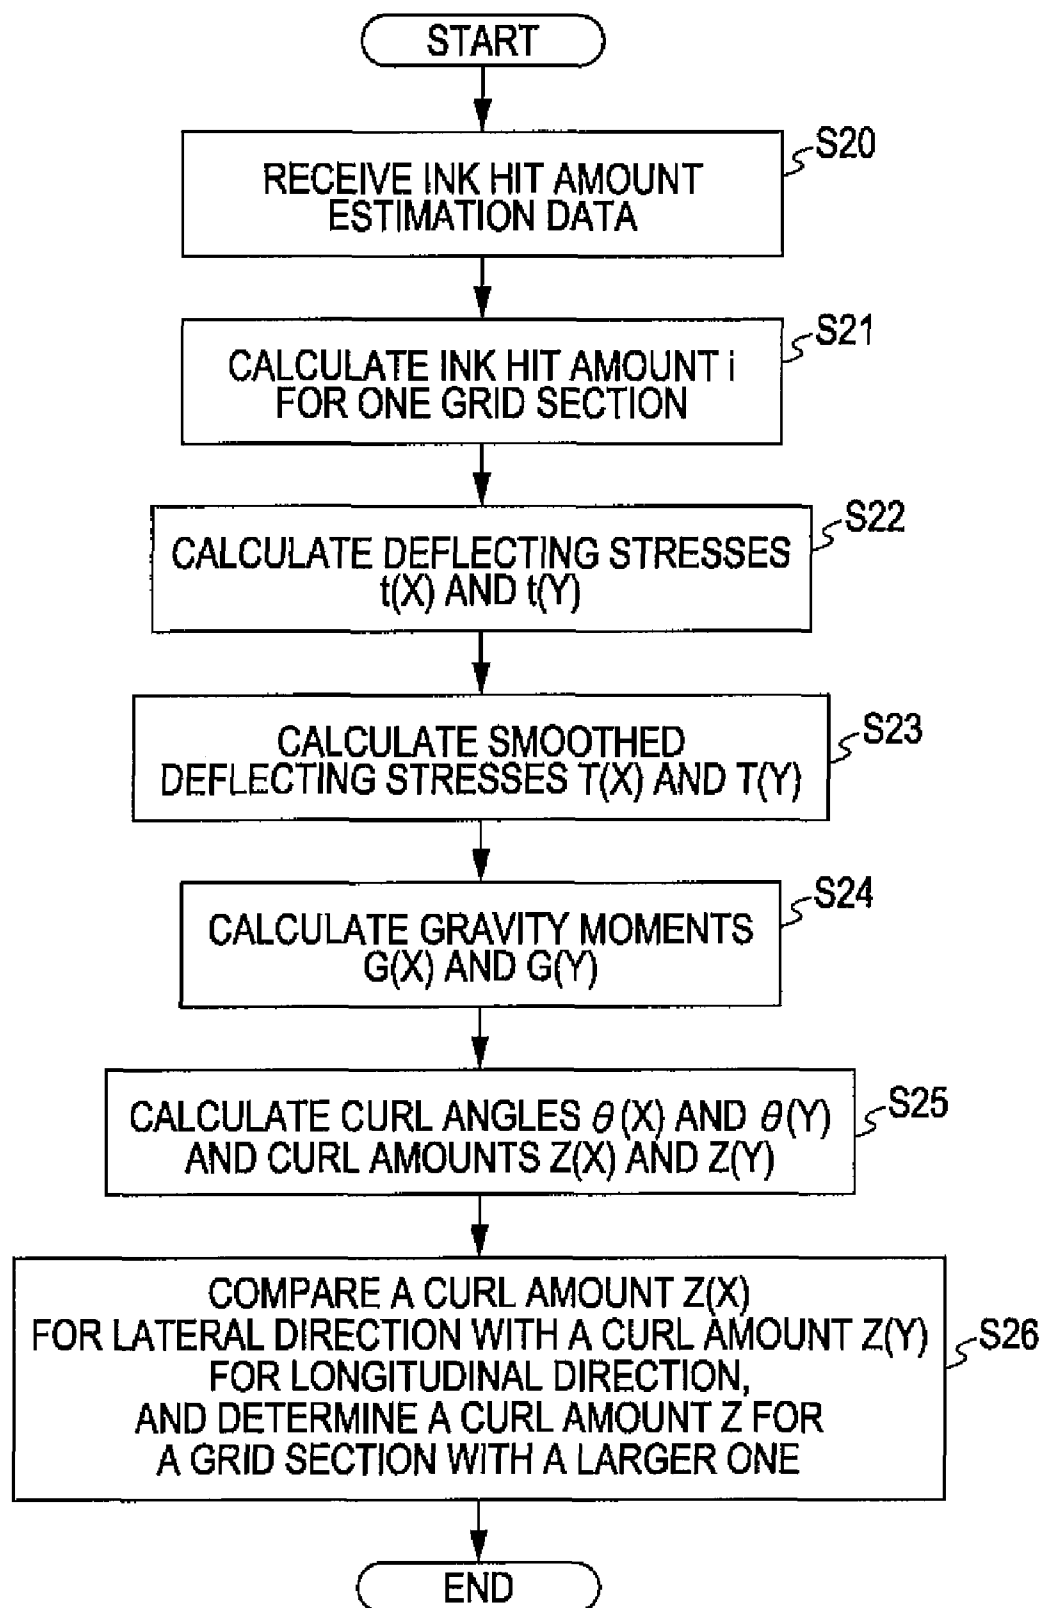 START
S20
RECEIVE INK HIT AMOUNT
ESTIMATION DATA
S21
CALCULATE INK HIT AMOUNT i
FOR ONE GRID SECTION
S22
CALCULATE DEFLECTING STRESSES
t(X) AND t(Y)
S23
CALCULATE SMOOTHED
DEFLECTING STRESSES T(X) AND T(Y)
S24
CALCULATE GRAVITY MOMENTS
G(X) AND G(Y)
S25
CALCULATE CURL ANGLES θ(X) AND θ(Y)
AND CURL AMOUNTS Z(X) AND Z(Y)
S26
COMPARE A CURL AMOUNT Z(X)
FOR LATERAL DIRECTION WITH A CURL AMOUNT Z(Y)
FOR LONGITUDINAL DIRECTION,
AND DETERMINE A CURL AMOUNT Z FOR
A GRID SECTION WITH A LARGER ONE
END